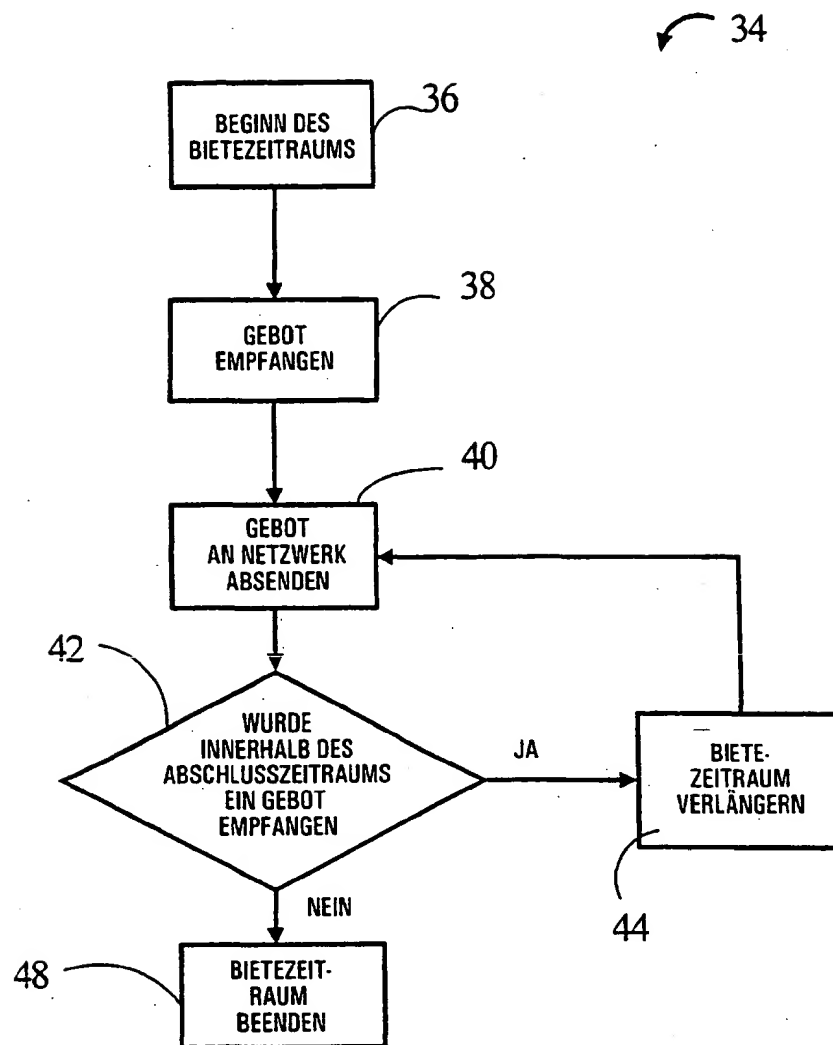 34
36
BEGINN DES
BIETEZEITRAUMS
38
GEBOT
EMPFANGEN
40
GEBOT
AN NETZWERK
ABSENDEN
42
WURDE
INNERHALB DES
ABSCHLUSSZEITRAUMS
EIN GEBOT
EMPFANGEN
JA
BIETE-
ZEITRAUM
VERLÄNGERN
44
NEIN
48
BIETEZEIT-
RAUM
BEENDEN